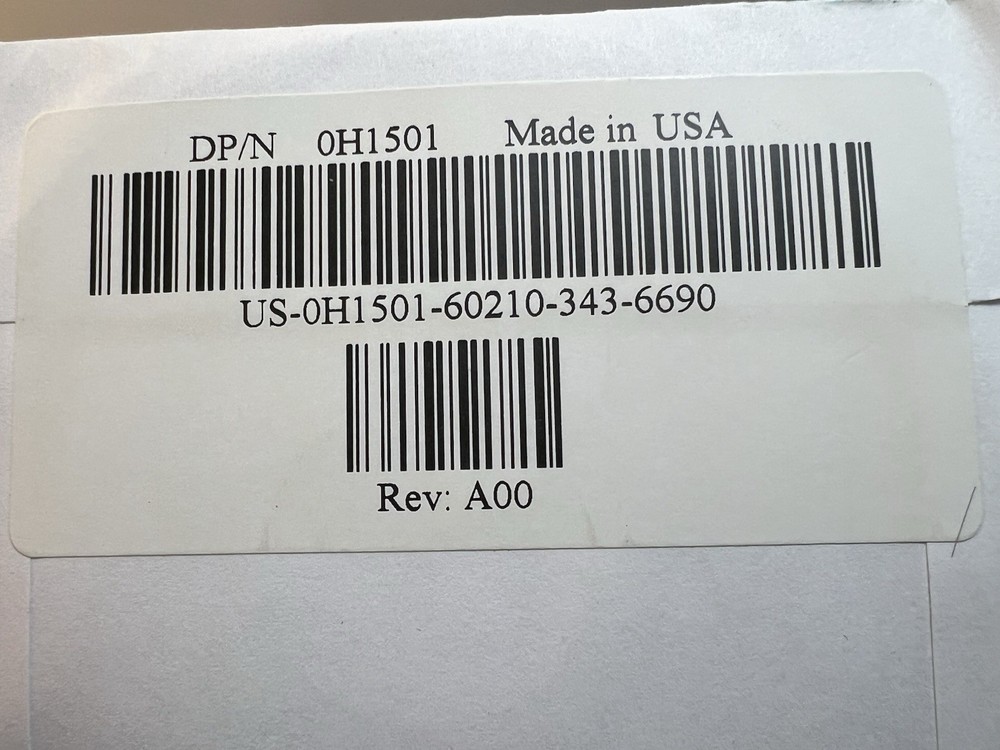 DP/N 0H1501 Made in USA
US-0H1501-60210-343-6690
Rev: A00